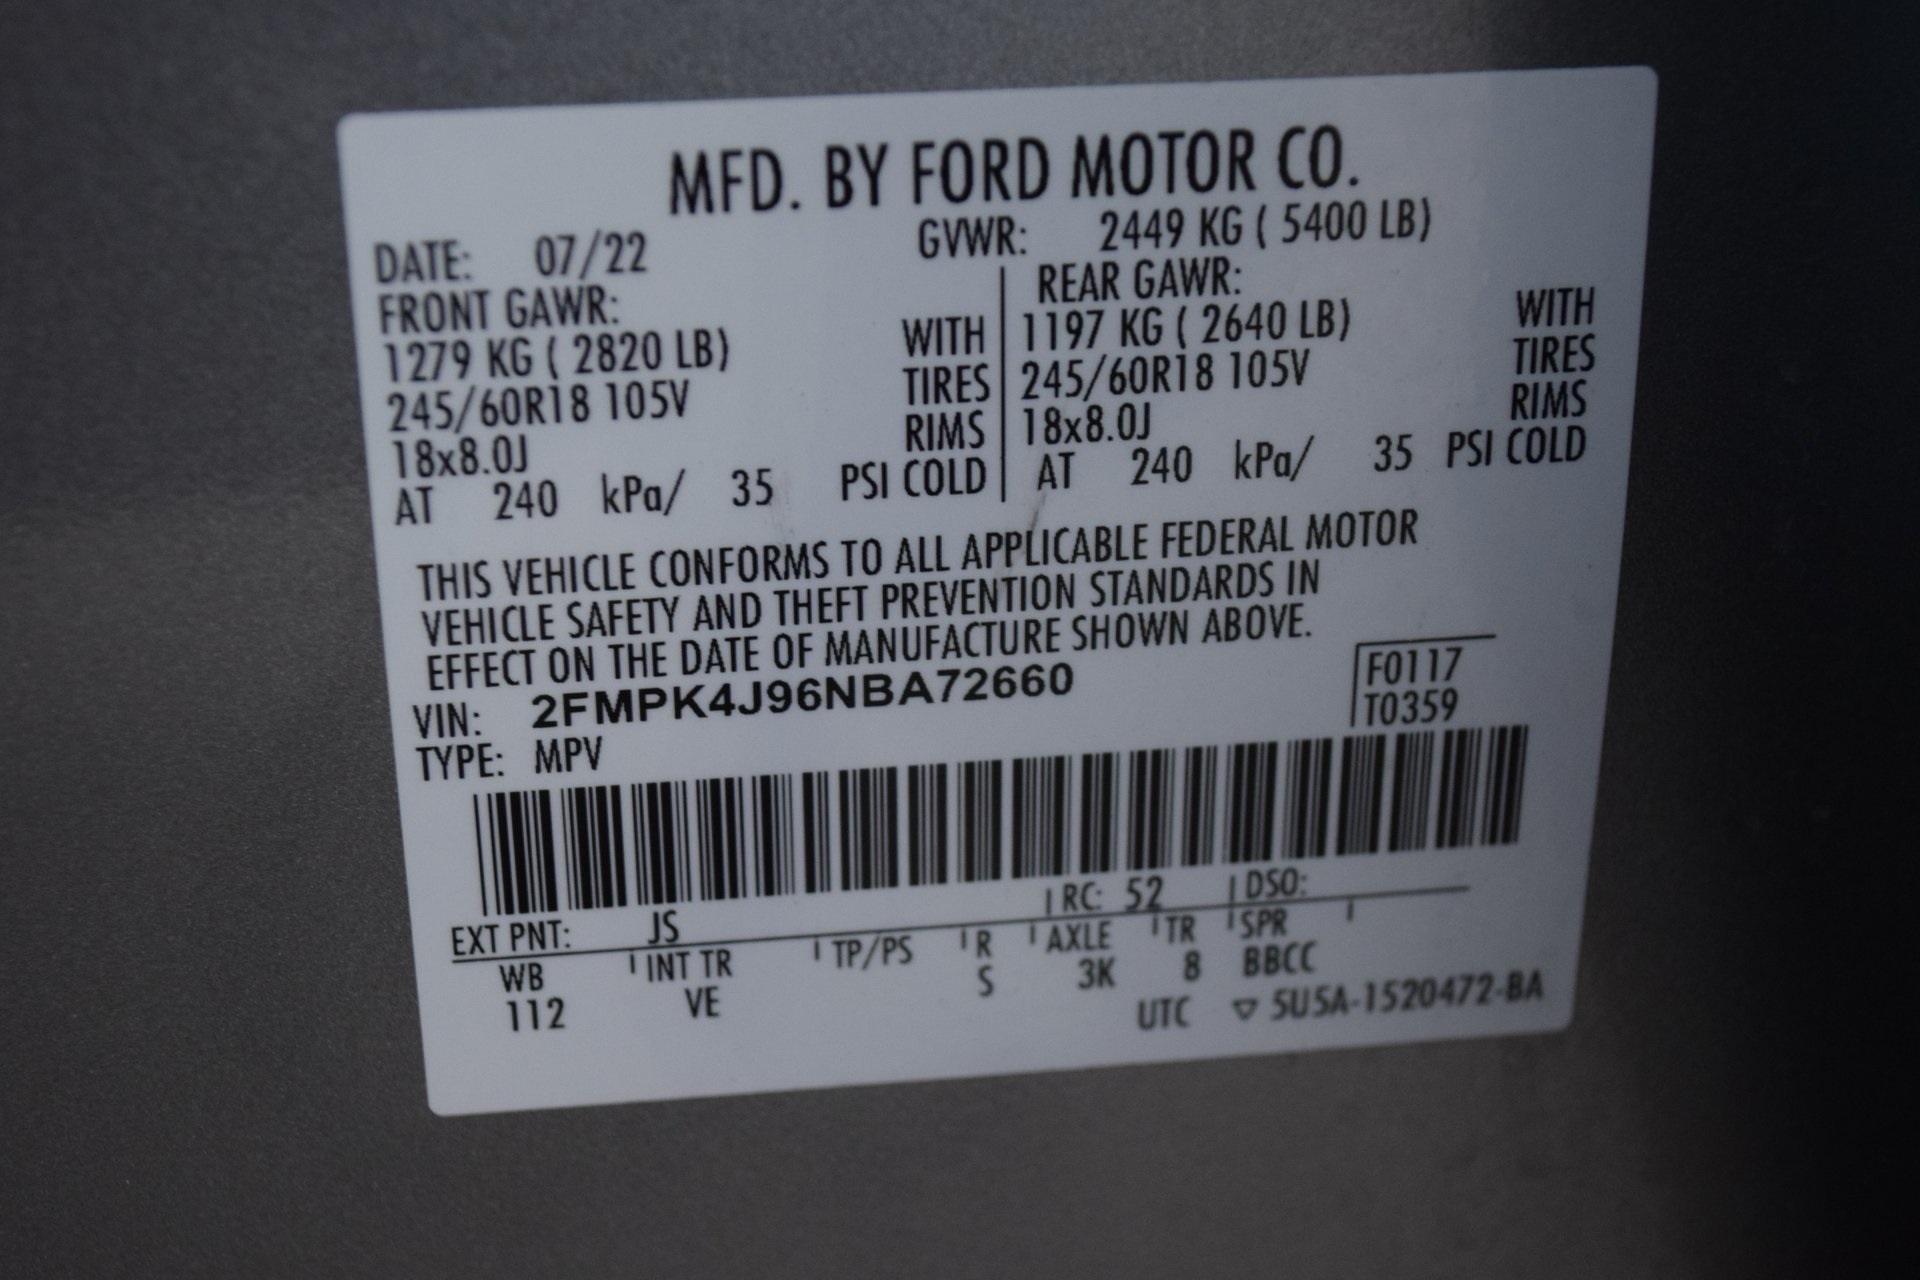 MFD. BY FORD MOTOR CO.
DATE: 07/22 GVWR: 2449 KG ( 5400 LB)
FRONT GAWR: REAR GAWR:
1279 KG ( 2820 LB) WITH 1197 KG ( 2640 LB) WITH
245/60R18 105V TIRES 245/60R18 105V TIRES
18x8.0J RIMS 18x8.0J RIMS
AT 240 kPa/ 35 PSI COLD AT 240 kPa/ 35 PSI COLD
THIS VEHICLE CONFORMS TO ALL APPLICABLE FEDERAL MOTOR
VEHICLE SAFETY AND THEFT PREVENTION STANDARDS IN
EFFECT ON THE DATE OF MANUFACTURE SHOWN ABOVE.
VIN: 2FMPK4J96NBA72660 F0117
TYPE: MPV T0359
EXT PNT: JS RC: 52 DSO:
WB INT TR TP/PS R AXLE TR SPR
112 VE S 3K 8 BBCC
UTC ▽ 5U5A-1520472-BA